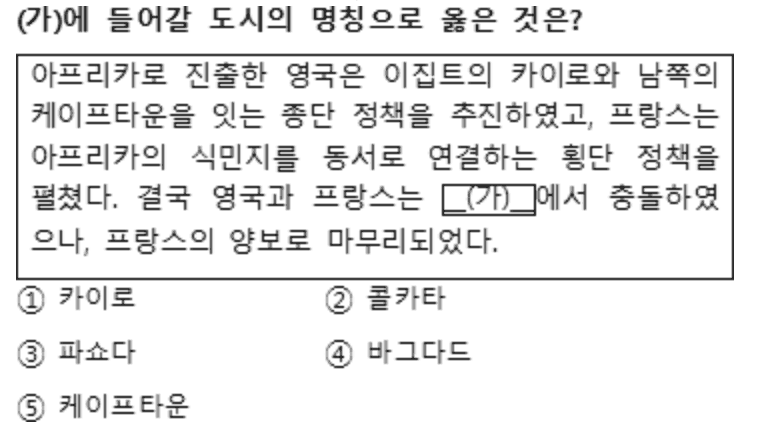 (가)에 들어갈 도시의 명칭으로 옳은 것은?
아프리카로 진출한 영국은 이집트의 카이로와 남쪽의
케이프타운을 잇는 종단 정책을 추진하였고, 프랑스는
아프리카의 식민지를 동서로 연결하는 횡단 정책을
펼쳤다. 결국 영국과 프랑스는 (가) 에서 충돌하였
으나, 프랑스의 양보로 마무리되었다.
① 카이로 ② 콜카타
③ 파쇼다 ④ 바그다드
⑤ 케이프타운